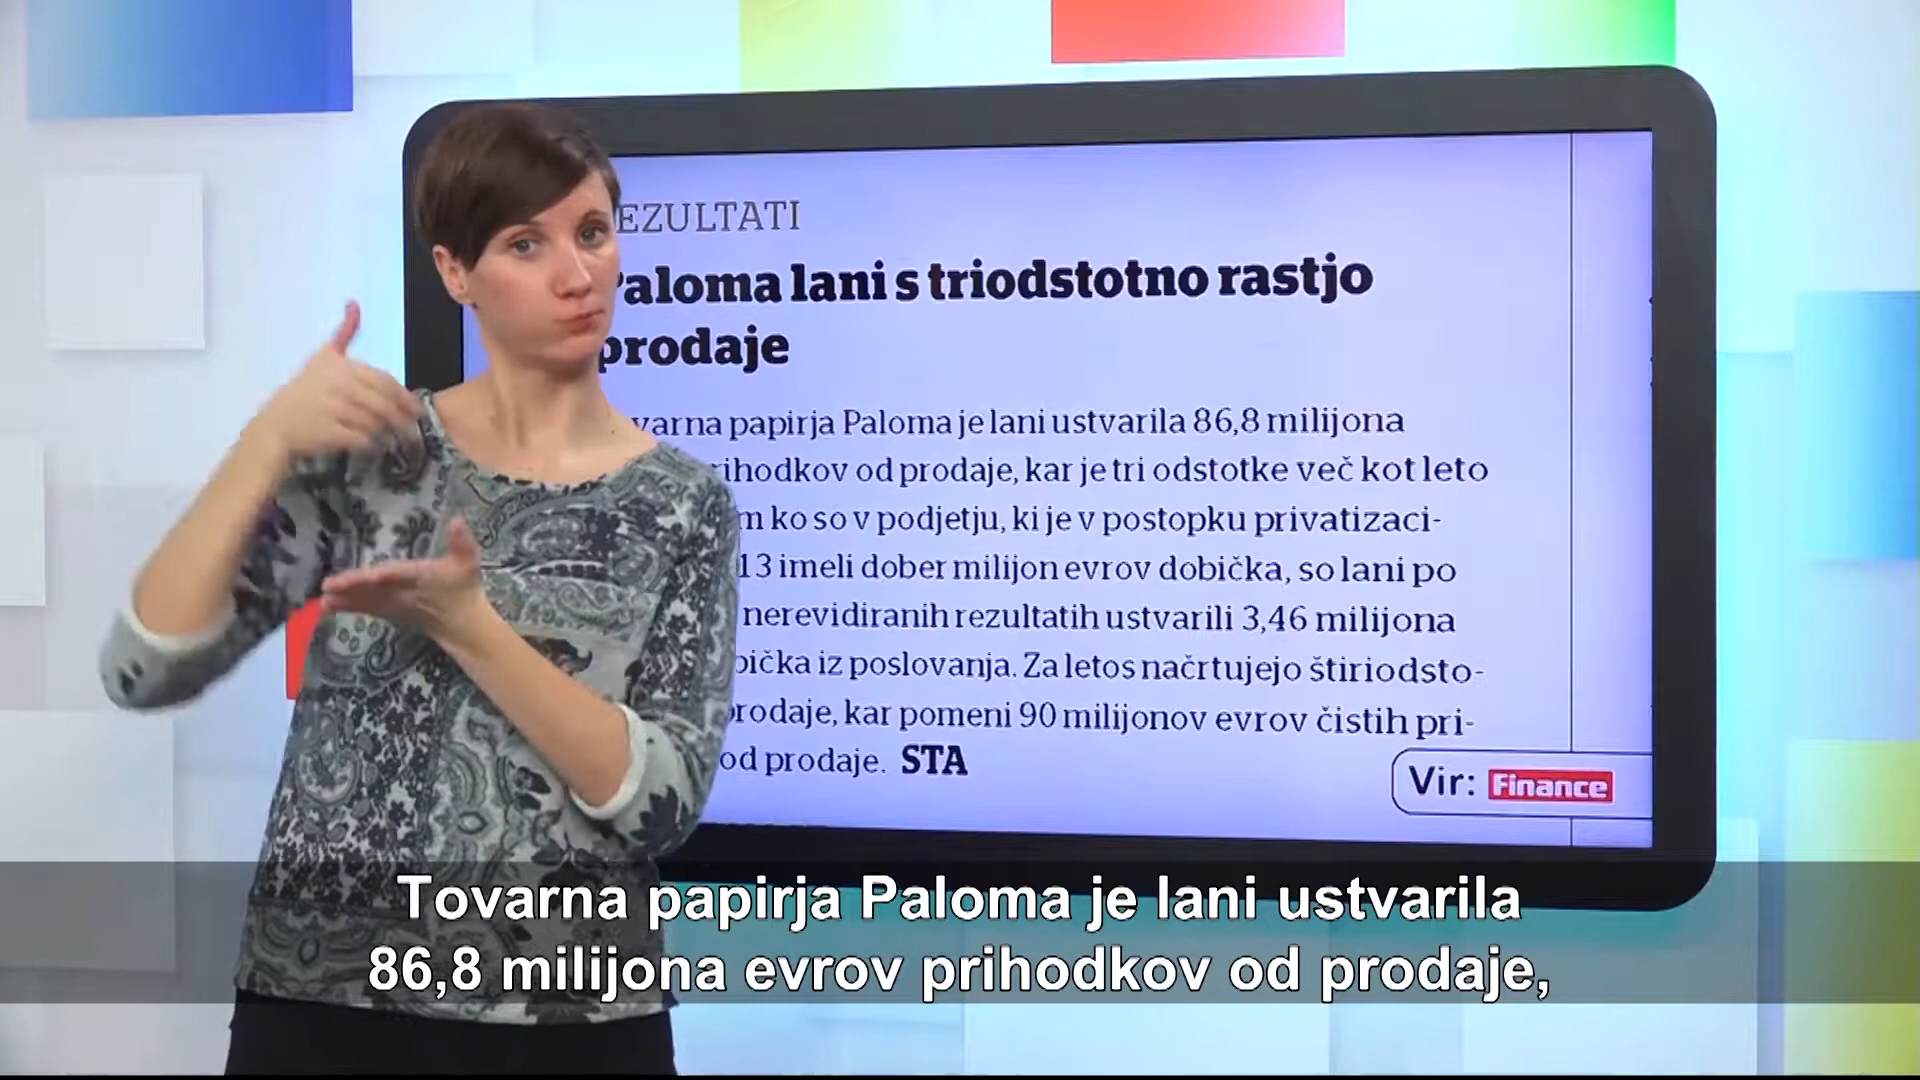 EZULTATI
Paloma lani s triodstotno rastjo
prodaje
varna papirja Paloma je lani ustvarila 86,8 milijona
rihodkov od prodaje, kar je tri odstotke več kot leto
m ko so v podjetju, ki je v postopku privatizaci-
13 imeli dober milijon evrov dobička, so lani po
nerevidiranih rezultatih ustvarili 3,46 milijona
bička iz poslovanja. Za letos načrtujejo štiriodsto-
prodaje, kar pomeni 90 milijonov evrov čistih pri-
od prodaje. STA
Vir: Finance
Tovarna papirja Paloma je lani ustvarila
86,8 milijona evrov prihodkov od prodaje,